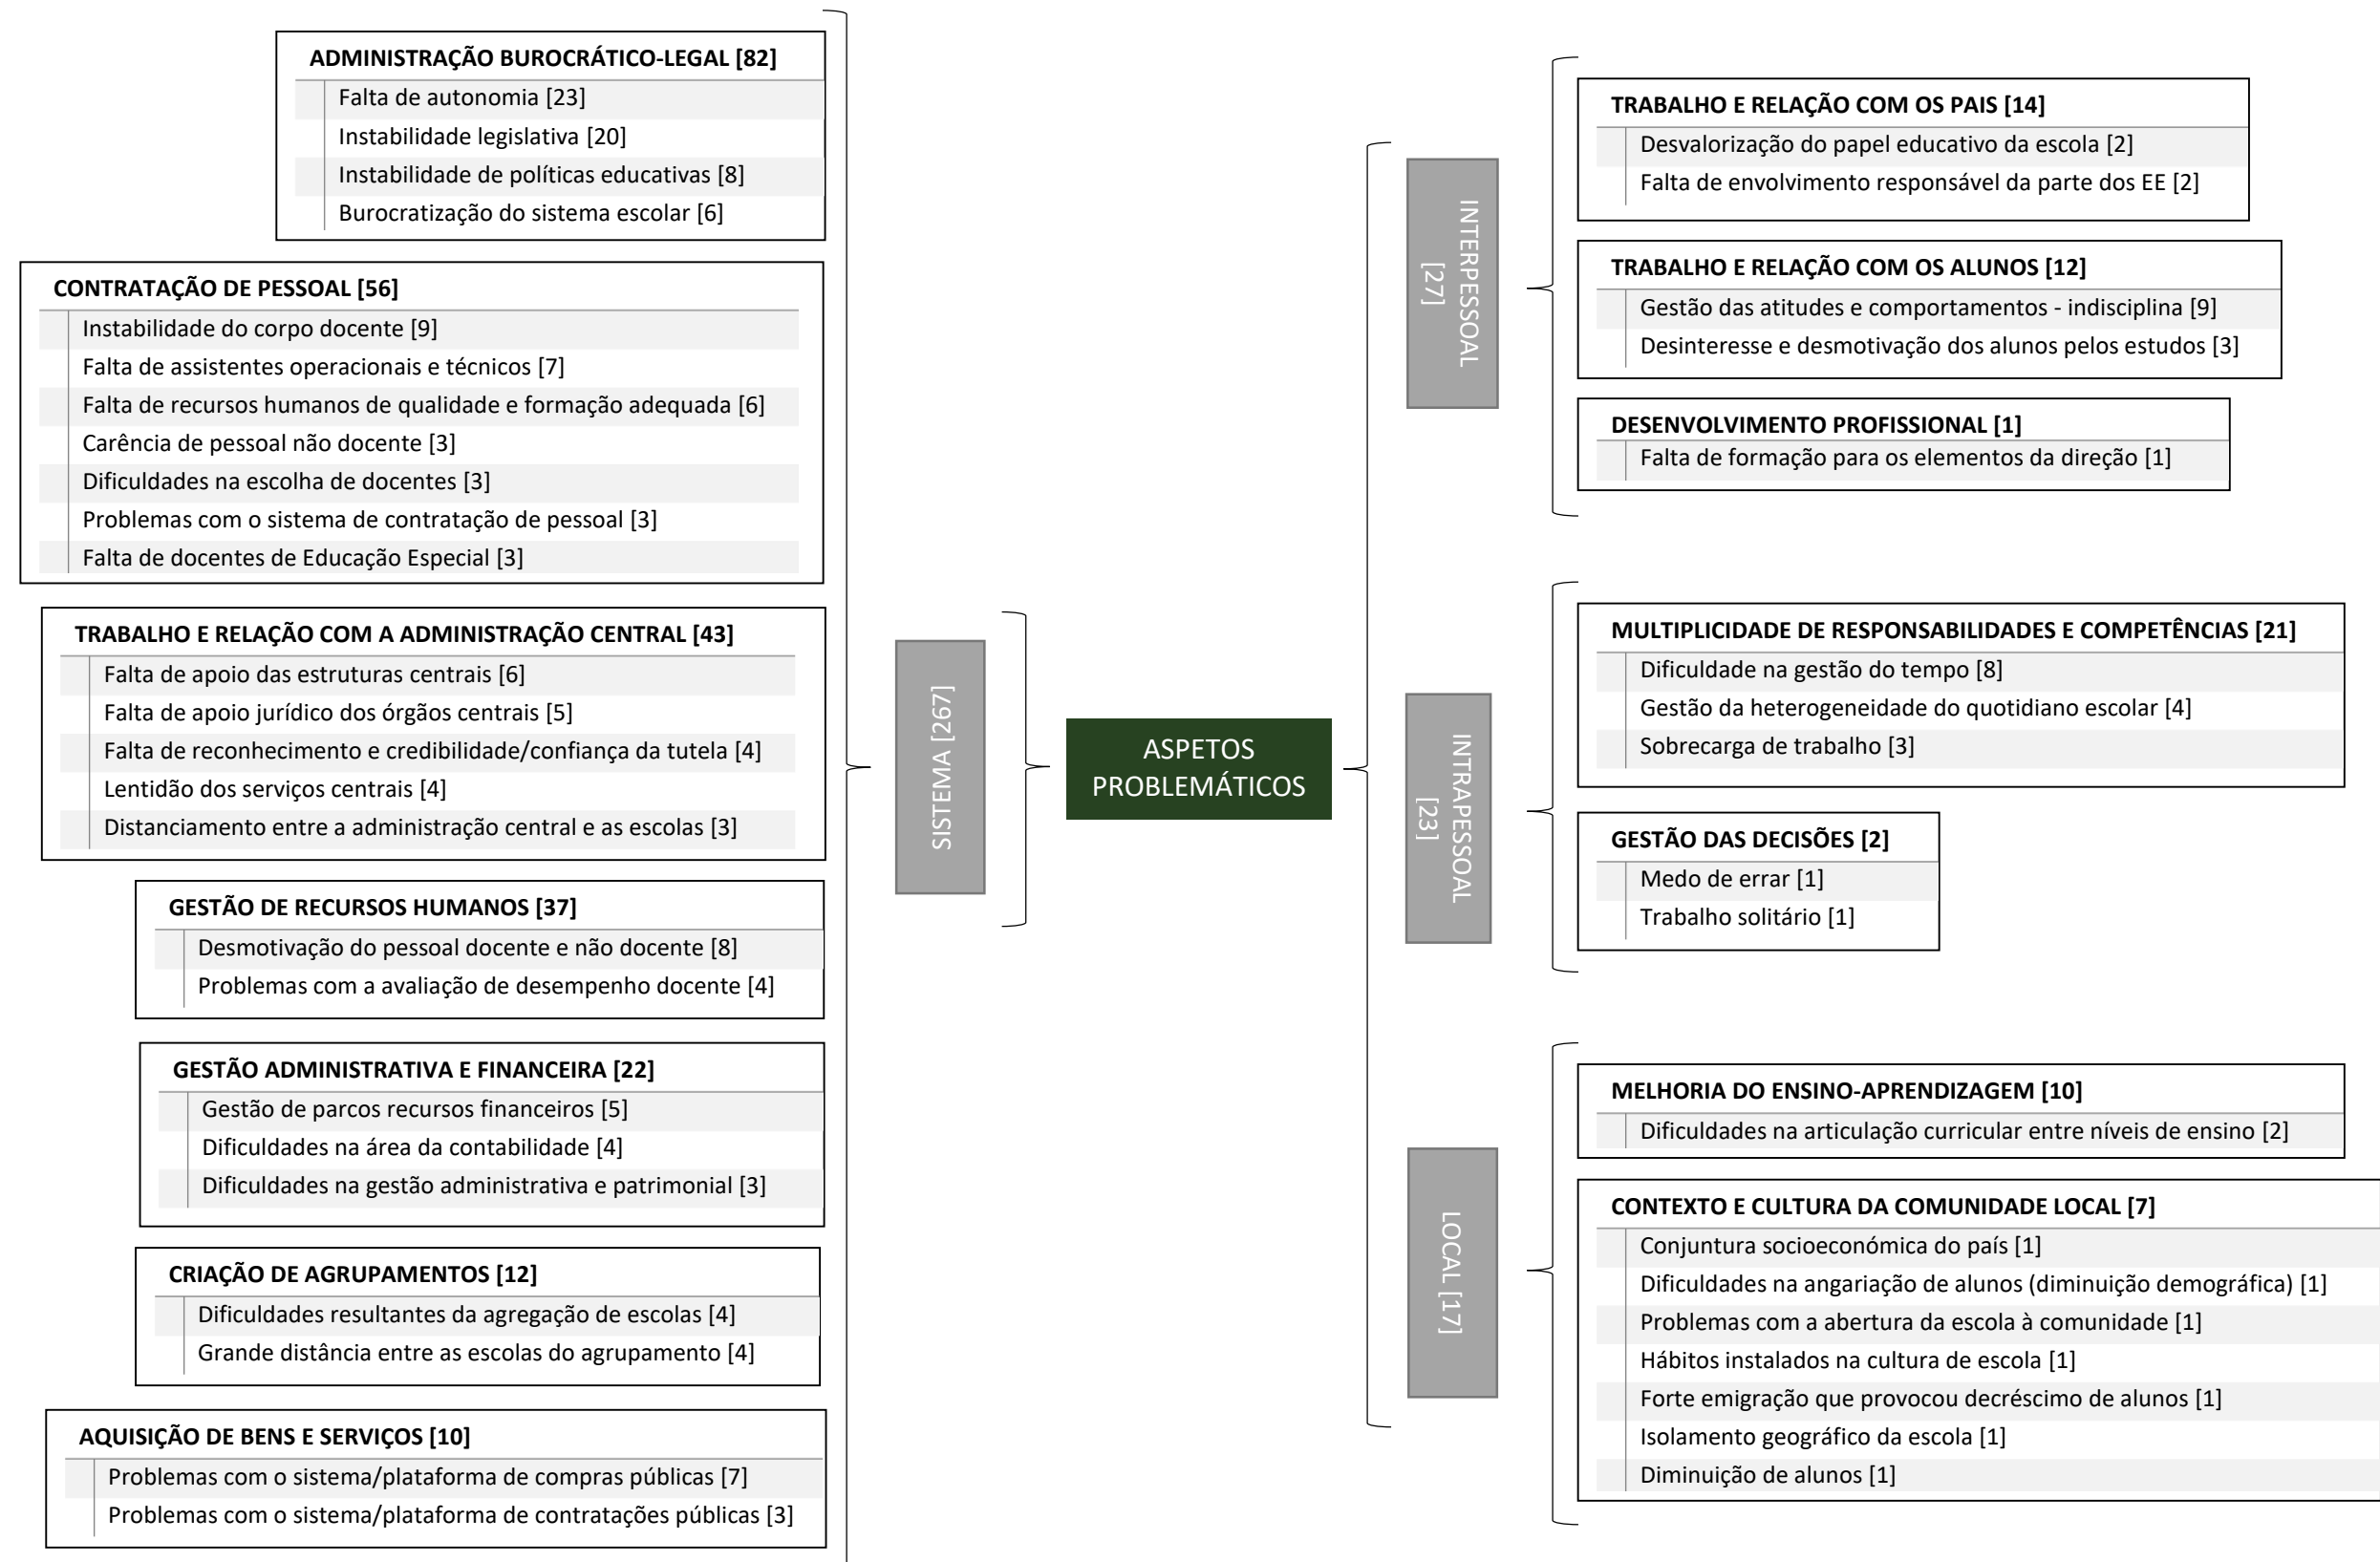 ADMINISTRAÇÃO BUROCRÁTICO-LEGAL [82]
Falta de autonomia [23]
Instabilidade legislativa [20]
Instabilidade de políticas educativas [8]
Burocratização do sistema escolar [6]
CONTRATAÇÃO DE PESSOAL [56]
Instabilidade do corpo docente [9]
Falta de assistentes operacionais e técnicos [7]
Falta de recursos humanos de qualidade e formação adequada [6]
Carência de pessoal não docente [3]
Dificuldades na escolha de docentes [3]
Problemas com o sistema de contratação de pessoal [3]
Falta de docentes de Educação Especial [3]
TRABALHO E RELAÇÃO COM A ADMINISTRAÇÃO CENTRAL [43]
Falta de apoio das estruturas centrais [6]
Falta de apoio jurídico dos órgãos centrais [5]
Falta de reconhecimento e credibilidade/confiança da tutela [4]
Lentidão dos serviços centrais [4]
Distanciamento entre a administração central e as escolas [3]
GESTÃO DE RECURSOS HUMANOS [37]
Desmotivação do pessoal docente e não docente [8]
Problemas com a avaliação de desempenho docente [4]
GESTÃO ADMINISTRATIVA E FINANCEIRA [22]
Gestão de parcos recursos financeiros [5]
Dificuldades na área da contabilidade [4]
Dificuldades na gestão administrativa e patrimonial [3]
CRIAÇÃO DE AGRUPAMENTOS [12]
Dificuldades resultantes da agregação de escolas [4]
Grande distância entre as escolas do agrupamento [4]
AQUISIÇÃO DE BENS E SERVIÇOS [10]
Problemas com o sistema/plataforma de compras públicas [7]
Problemas com o sistema/plataforma de contratações públicas [3]
SISTEMA [267]
ASPETOS
PROBLEMÁTICOS
INTERPESSOAL
[27]
TRABALHO E RELAÇÃO COM OS PAIS [14]
Desvalorização do papel educativo da escola [2]
Falta de envolvimento responsável da parte dos EE [2]
TRABALHO E RELAÇÃO COM OS ALUNOS [12]
Gestão das atitudes e comportamentos - indisciplina [9]
Desinteresse e desmotivação dos alunos pelos estudos [3]
DESENVOLVIMENTO PROFISSIONAL [1]
Falta de formação para os elementos da direção [1]
INTRAPESSOAL
[23]
MULTIPLICIDADE DE RESPONSABILIDADES E COMPETÊNCIAS [21]
Dificuldade na gestão do tempo [8]
Gestão da heterogeneidade do quotidiano escolar [4]
Sobrecarga de trabalho [3]
GESTÃO DAS DECISÕES [2]
Medo de errar [1]
Trabalho solitário [1]
LOCAL [17]
MELHORIA DO ENSINO-APRENDIZAGEM [10]
Dificuldades na articulação curricular entre níveis de ensino [2]
CONTEXTO E CULTURA DA COMUNIDADE LOCAL [7]
Conjuntura socioeconómica do país [1]
Dificuldades na angariação de alunos (diminuição demográfica) [1]
Problemas com a abertura da escola à comunidade [1]
Hábitos instalados na cultura de escola [1]
Forte emigração que provocou decréscimo de alunos [1]
Isolamento geográfico da escola [1]
Diminuição de alunos [1]